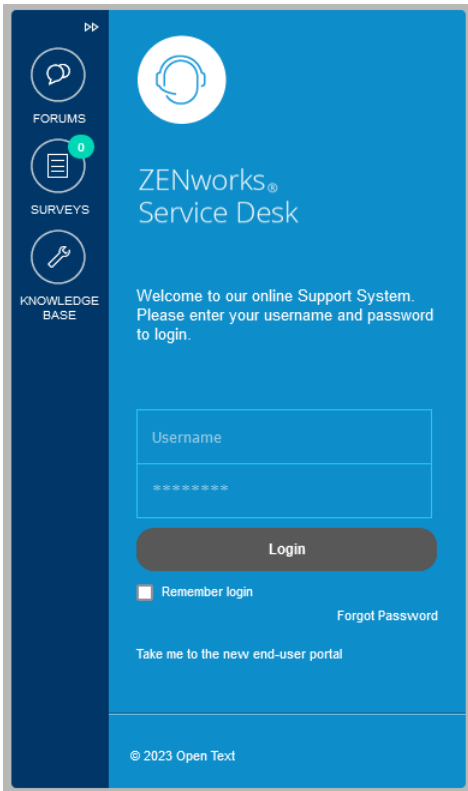 FORUMS
0
SURVEYS
KNOWLEDGE
BASE
ZENworks®
Service Desk
Welcome to our online Support System.
Please enter your username and password
to login.
Username
********
Login
Remember login
Forgot Password
Take me to the new end-user portal
© 2023 Open Text